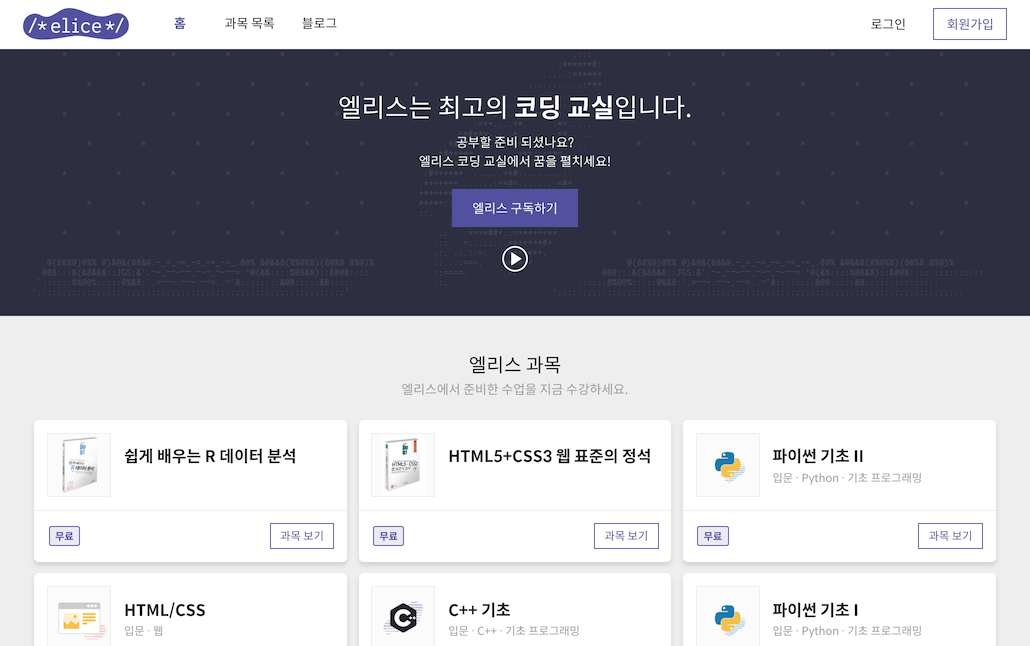 /*elice*/
홈
과목 목록
블로그
로그인
회원가입
엘리스는 최고의 코딩 교실입니다.
공부할 준비 되셨나요?
엘리스 코딩 교실에서 꿈을 펼치세요!
엘리스 구독하기
엘리스 과목
엘리스에서 준비한 수업을 지금 수강하세요.
쉽게 배우는 R 데이터 분석
무료
과목 보기
HTML5+CSS3 웹 표준의 정석
무료
과목 보기
파이썬 기초 II
입문 · Python · 기초 프로그래밍
무료
과목 보기
HTML/CSS
입문 · 웹
C++ 기초
입문 · C++ · 기초 프로그래밍
파이썬 기초 I
입문 · Python · 기초 프로그래밍